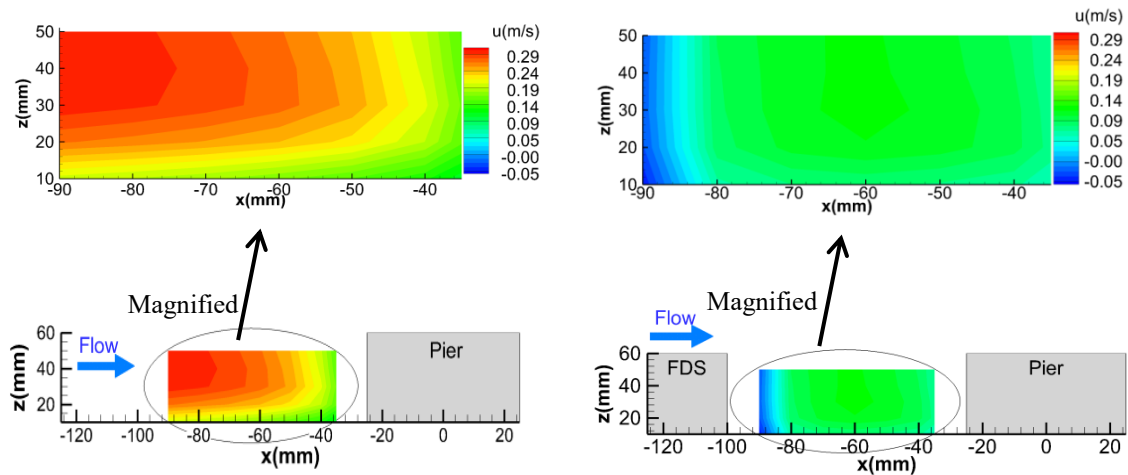 u(m/s)
50
40
30
20
10
z(mm)
0.29
0.24
0.19
0.14
0.09
0.05
-0.00
-0.05
-90 -80 -70 -60 -50 -40
x(mm)
u(m/s)
50
40
30
20
10
z(mm)
0.29
0.24
0.19
0.14
0.09
0.05
-0.00
-0.05
-90 -80 -70 -60 -50 -40
x(mm)
Magnified
Flow
Pier
60
40
20
z(mm)
-120 -100 -80 -60 -40 -20 0 20
x(mm)
Magnified
Flow
FDS
Pier
60
40
20
z(mm)
-120 -100 -80 -60 -40 -20 0 20
x(mm)